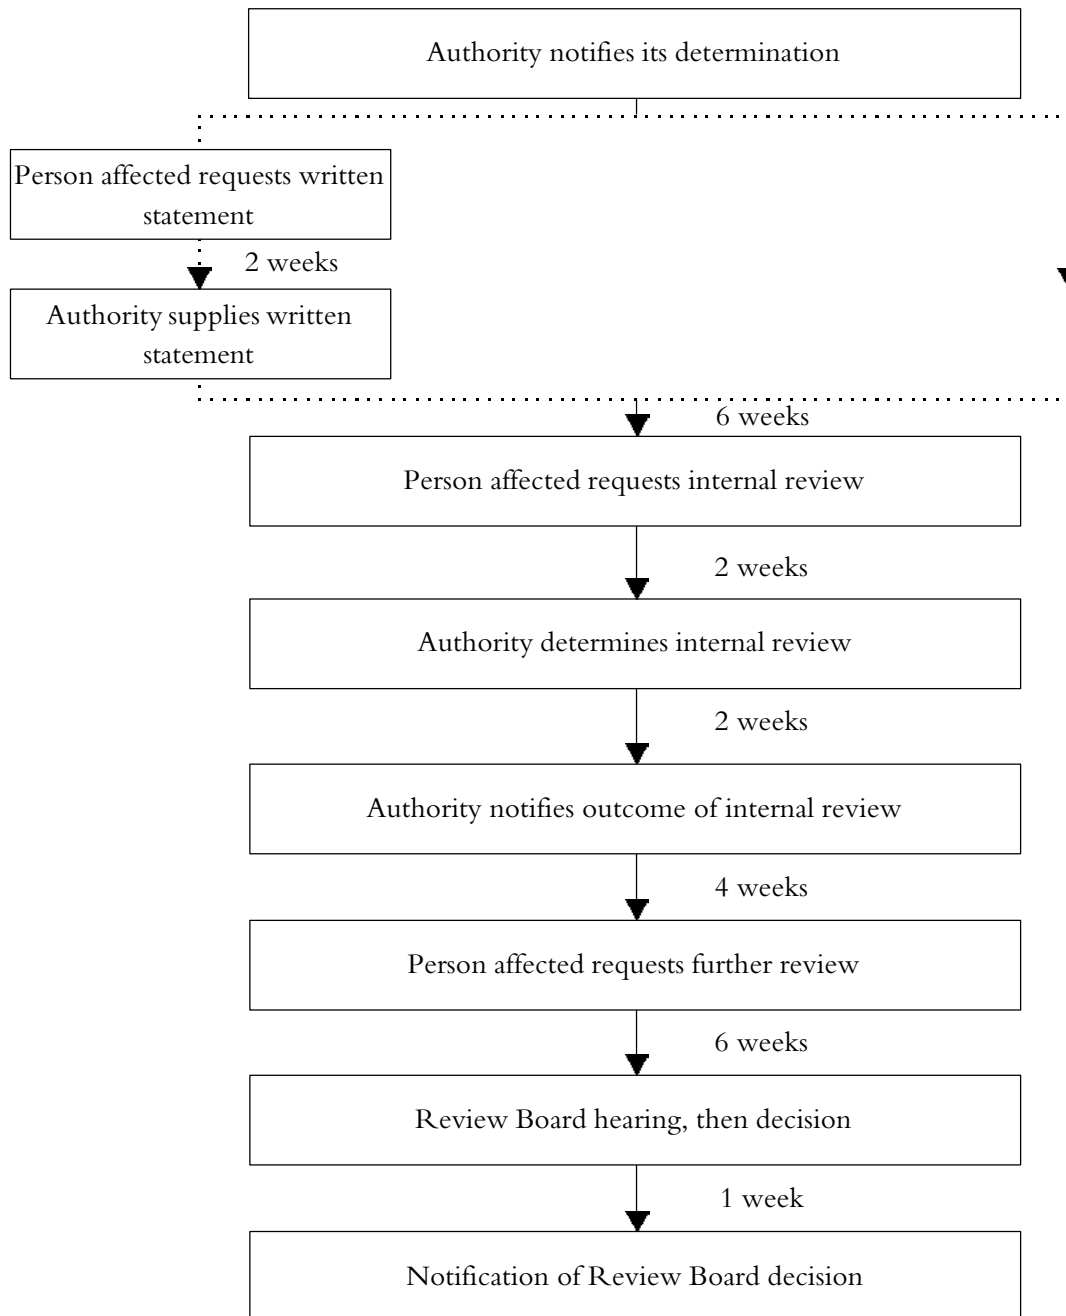 Authority notifies its determination
Person affected requests written
statement
2 weeks
Authority supplies written
statement
6 weeks
Person affected requests internal review
2 weeks
Authority determines internal review
2 weeks
Authority notifies outcome of internal review
4 weeks
Person affected requests further review
6 weeks
Review Board hearing, then decision
1 week
Notification of Review Board decision